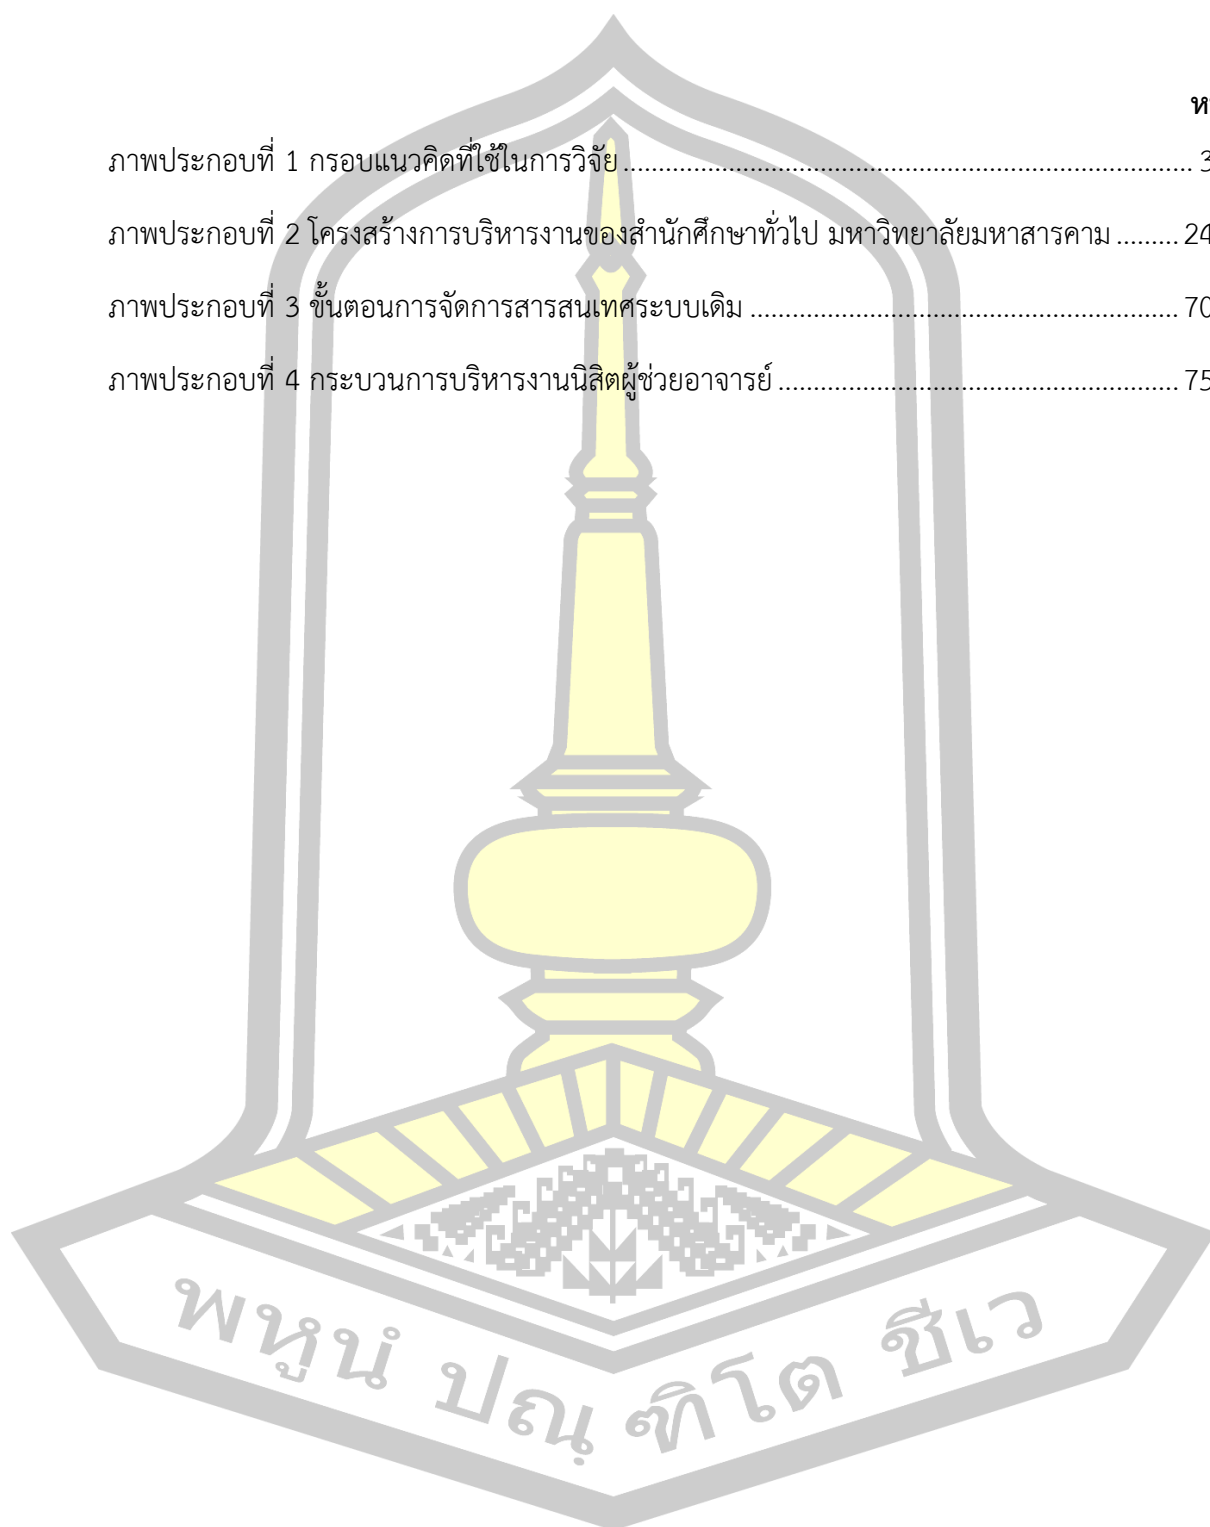 ภาพประกอบที่ 1 กรอบแนวคิดที่ใช้ในการวิจัย ................................................................................ 3
ภาพประกอบที่ 2 โครงสร้างการบริหารงานของสำนักศึกษาทั่วไป มหาวิทยาลัยมหาสารคาม ......... 24
ภาพประกอบที่ 3 ขั้นตอนการจัดการสารสนเทศระบบเดิม ............................................................. 70
ภาพประกอบที่ 4 กระบวนการบริหารงานนิสิตผู้ช่วยอาจารย์ ......................................................... 75
พหูนํ ปณฺฑิโต ชีเว